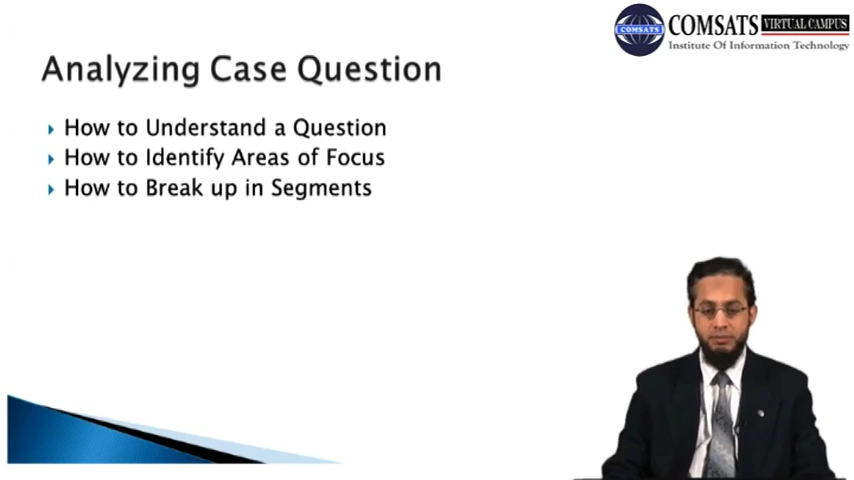 COMSATS VIRTUAL CAMPUS
COMSATS
Institute Of Information Technology
Analyzing Case Question
How to Understand a Question
How to Identify Areas of Focus
How to Break up in Segments